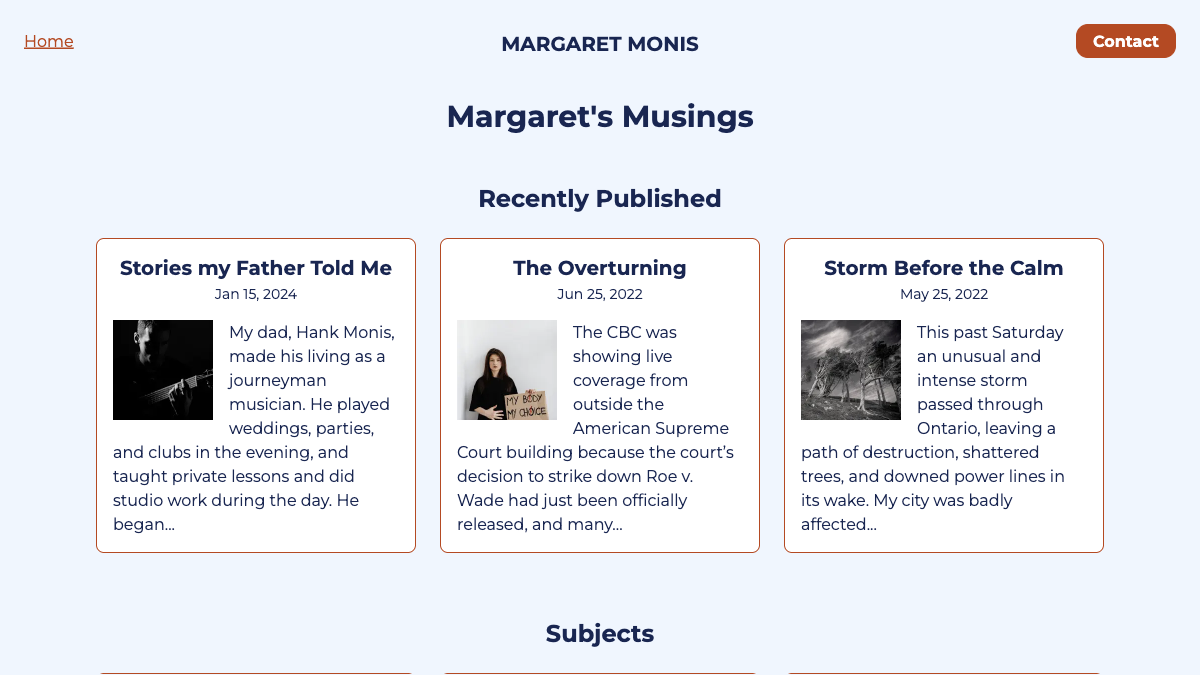 Home
MARGARET MONIS
Contact
Margaret's Musings
Recently Published
Stories my Father Told Me
Jan 15, 2024
My dad, Hank Monis,
made his living as a
journeyman
musician. He played
weddings, parties,
and clubs in the evening, and
taught private lessons and did
studio work during the day. He
began...
The Overturning
Jun 25, 2022
MY BODY
MY CHOICE
The CBC was
showing live
coverage from
outside the
American Supreme
Court building because the court’s
decision to strike down Roe v.
Wade had just been officially
released, and many...
Storm Before the Calm
May 25, 2022
This past Saturday
an unusual and
intense storm
passed through
Ontario, leaving a
path of destruction, shattered
trees, and downed power lines in
its wake. My city was badly
affected...
Subjects